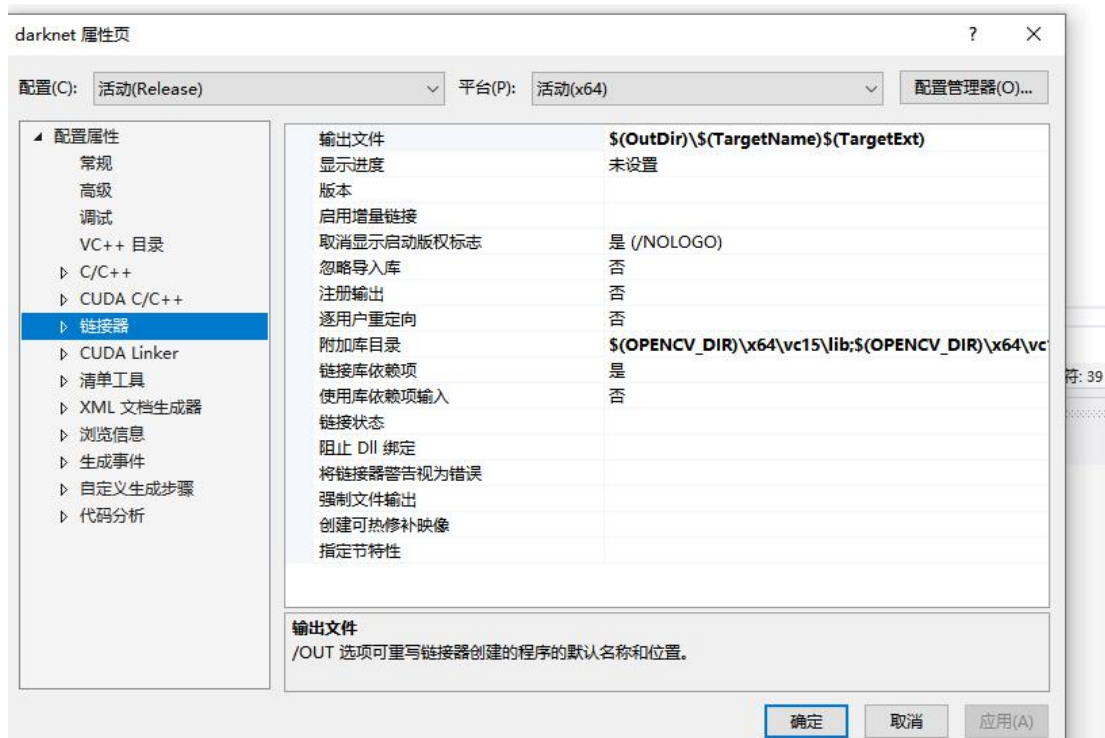 darknet 属性页 ? ×
配置(C): 活动(Release) 平台(P): 活动(x64) 配置管理器(O)...
配置属性
常规
高级
调试
VC++ 目录
C/C++
CUDA C/C++
链接器
CUDA Linker
清单工具
XML 文档生成器
浏览信息
生成事件
自定义生成步骤
代码分析
输出文件 $(OutDir)\$(TargetName)$(TargetExt)
显示进度 未设置
版本
启用增量链接
取消显示启动版权标志 是 (/NOLOGO)
忽略导入库 否
注册输出 否
逐用户重定向 否
附加库目录 $(OPENCV_DIR)\x64\vc15\lib;$(OPENCV_DIR)\x64\vc
链接库依赖项 是
使用库依赖项输入 否
链接状态
阻止 Dll 绑定
将链接器警告视为错误
强制文件输出
创建可热修补映像
指定节特性
输出文件
/OUT 选项可重写链接器创建的程序的默认名称和位置。
确定 取消 应用(A)
符: 39